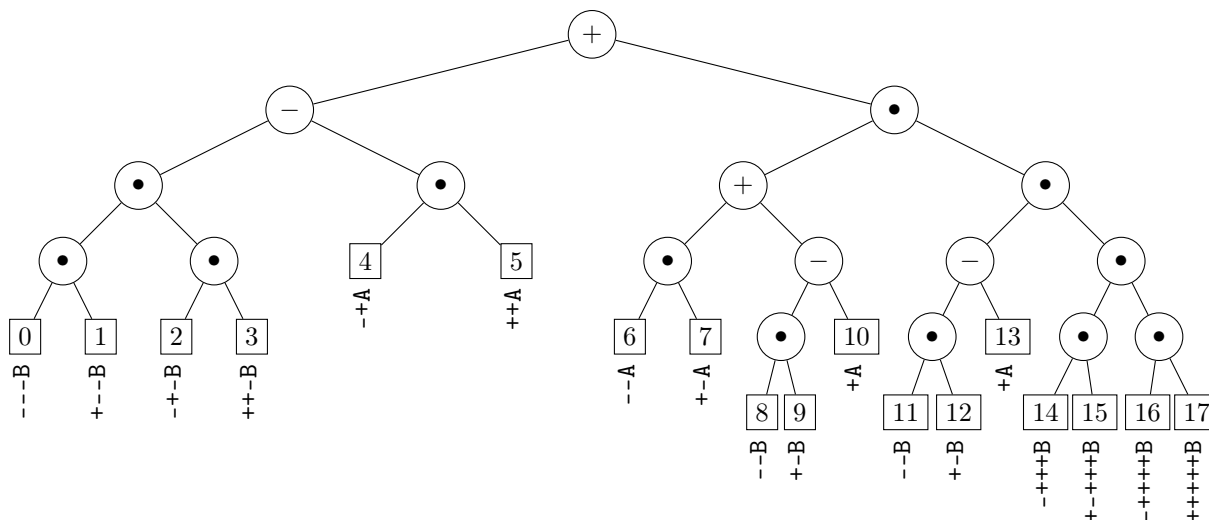 +
−
•
•
•
+
•
•
•
4
5
•
−
−
•
0
1
2
3
-+A
++A
6
7
•
10
•
13
•
•
---B
+--B
-+-B
++-B
--A
+-A
8
9
+A
11
12
+A
14
15
16
17
--B
+-B
--B
+-B
-+++B
+-+++B
-++++B
++++++B